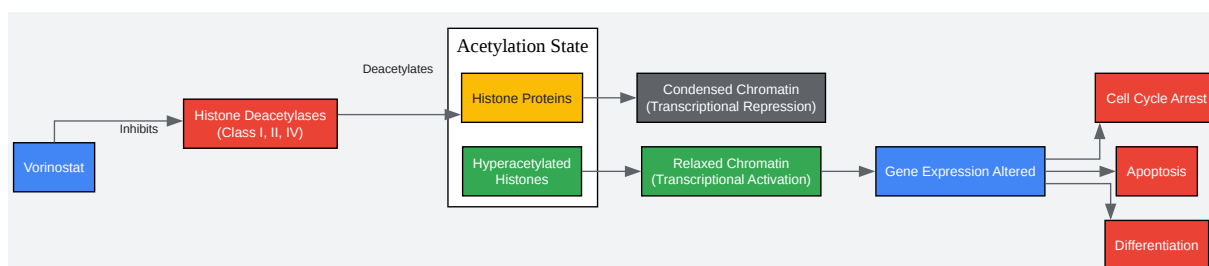 Vorinostat
Inhibits
Histone Deacetylases
(Class I, II, IV)
Deacetylates
Acetylation State
Histone Proteins
Hyperacetylated
Histones
Condensed Chromatin
(Transcriptional Repression)
Relaxed Chromatin
(Transcriptional Activation)
Gene Expression Altered
Cell Cycle Arrest
Apoptosis
Differentiation